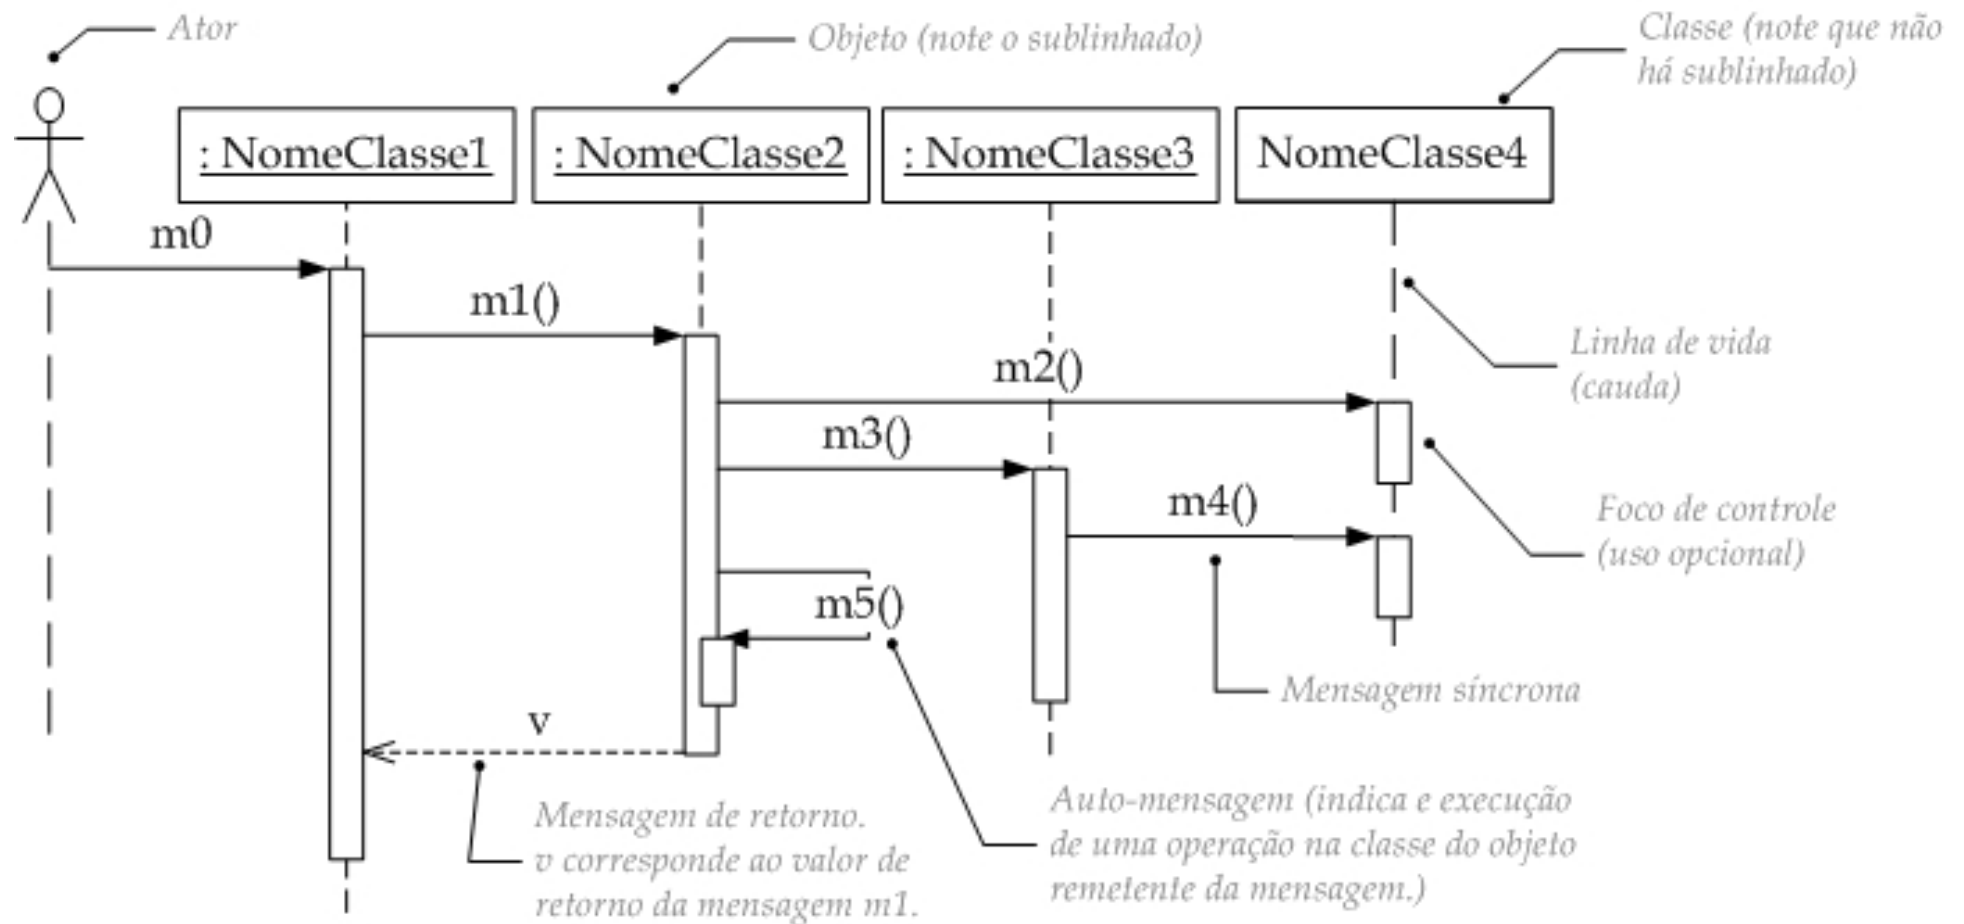 Ator
Objeto (note o sublinhado)
Classe (note que não
há sublinhado)
: NomeClasse1
: NomeClasse2
: NomeClasse3
NomeClasse4
m0
m1()
m2()
Linha de vida
(cauda)
m3()
m4()
Foco de controle
(uso opcional)
m5()
Mensagem síncrona
v
Mensagem de retorno.
v corresponde ao valor de
retorno da mensagem m1.
Auto-mensagem (indica e execução
de uma operação na classe do objeto
remetente da mensagem.)